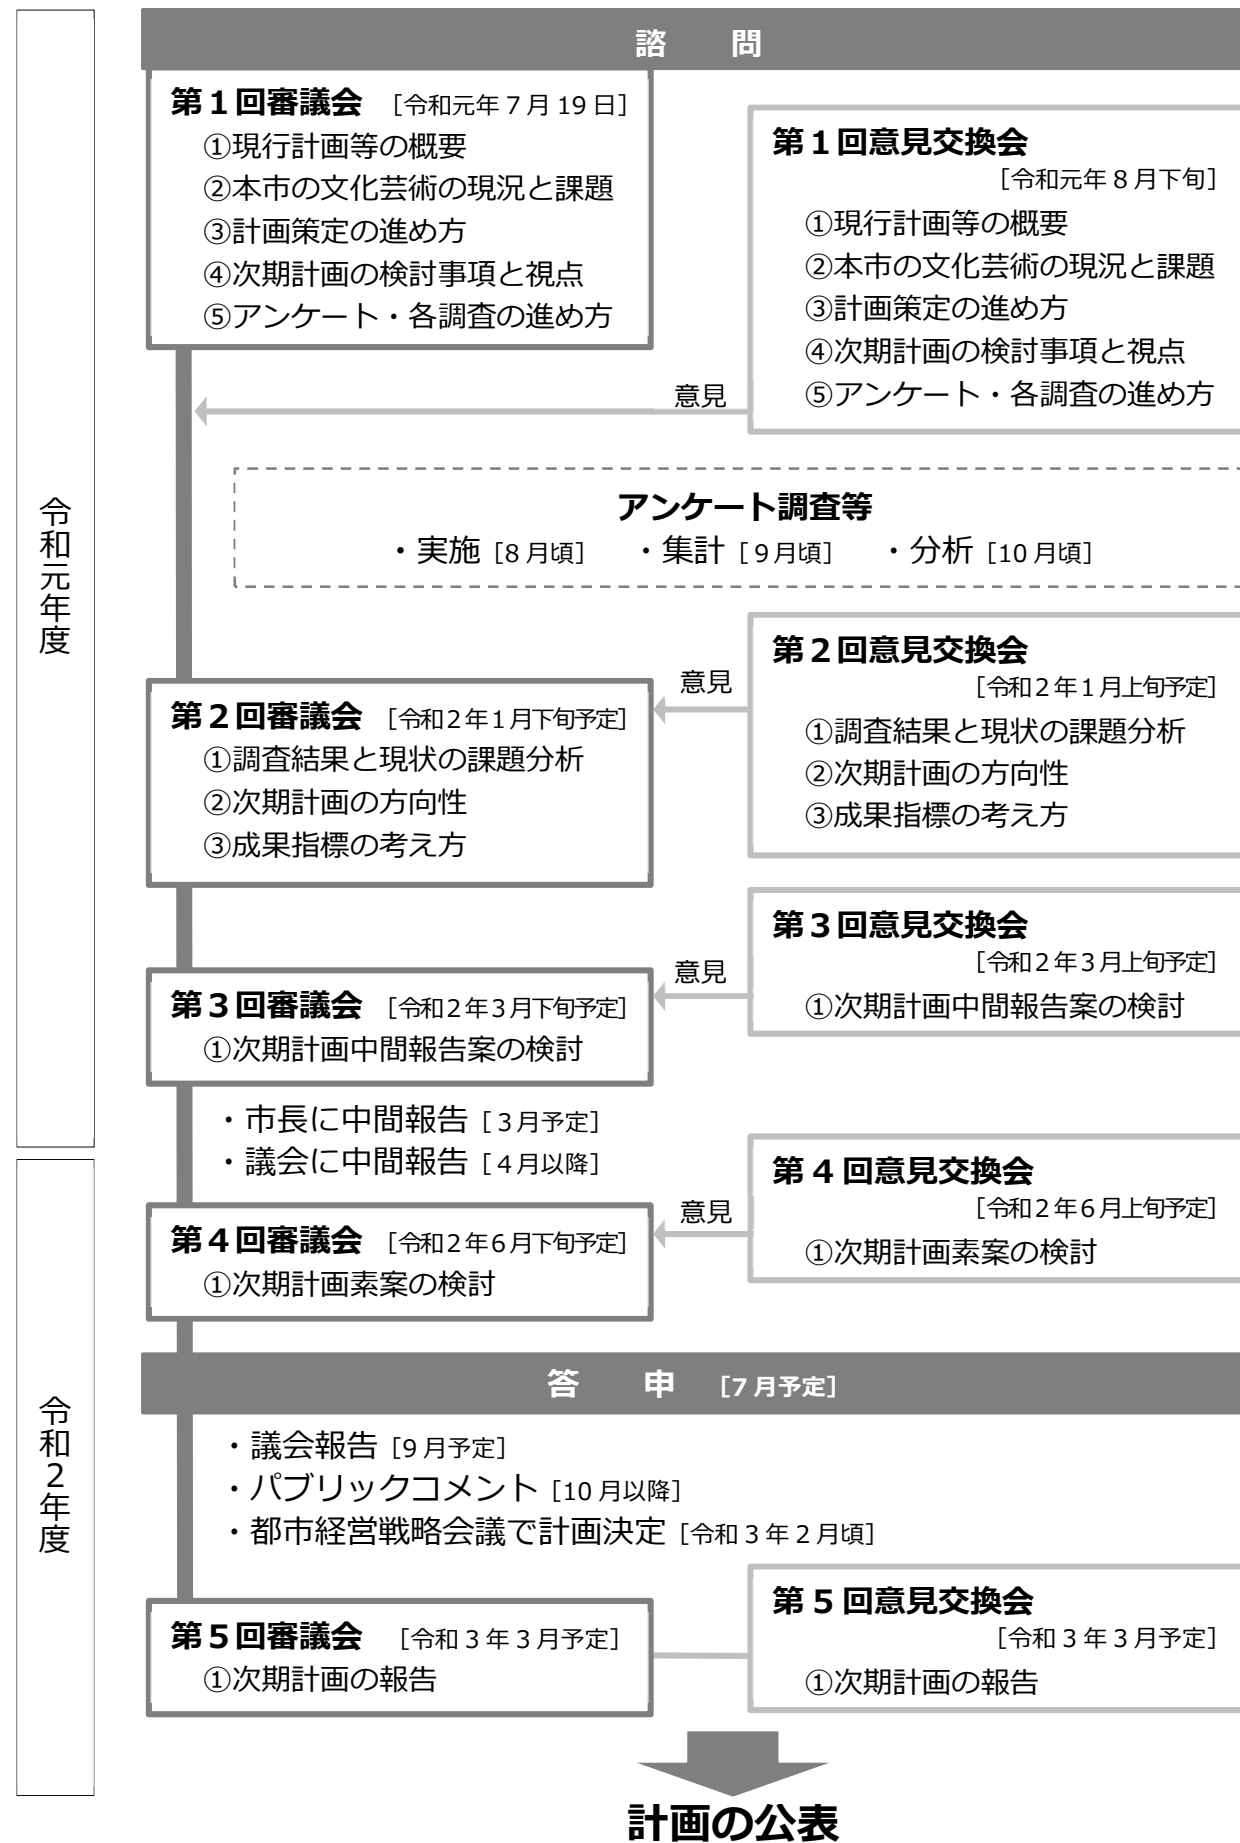 諮 問
令和元年度
第1回審議会 [令和元年7月19日]
①現行計画等の概要
②本市の文化芸術の現況と課題
③計画策定の進め方
④次期計画の検討事項と視点
⑤アンケート・各調査の進め方
第1回意見交換会
[令和元年8月下旬]
①現行計画等の概要
②本市の文化芸術の現況と課題
③計画策定の進め方
④次期計画の検討事項と視点
⑤アンケート・各調査の進め方
意見
アンケート調査等
・実施[8月頃] ・集計[9月頃] ・分析[10月頃]
第2回意見交換会
[令和2年1月上旬予定]
①調査結果と現状の課題分析
②次期計画の方向性
③成果指標の考え方
意見
第2回審議会 [令和2年1月下旬予定]
①調査結果と現状の課題分析
②次期計画の方向性
③成果指標の考え方
第3回意見交換会
[令和2年3月上旬予定]
①次期計画中間報告案の検討
意見
第3回審議会 [令和2年3月下旬予定]
①次期計画中間報告案の検討
・市長に中間報告[3月予定]
・議会に中間報告[4月以降]
令和2年度
第4回意見交換会
[令和2年6月上旬予定]
①次期計画素案の検討
意見
第4回審議会 [令和2年6月下旬予定]
①次期計画素案の検討
答 申 [7月予定]
・議会報告[9月予定]
・パブリックコメント[10月以降]
・都市経営戦略会議で計画決定[令和3年2月頃]
第5回審議会 [令和3年3月予定]
①次期計画の報告
第5回意見交換会
[令和3年3月予定]
①次期計画の報告
計画の公表